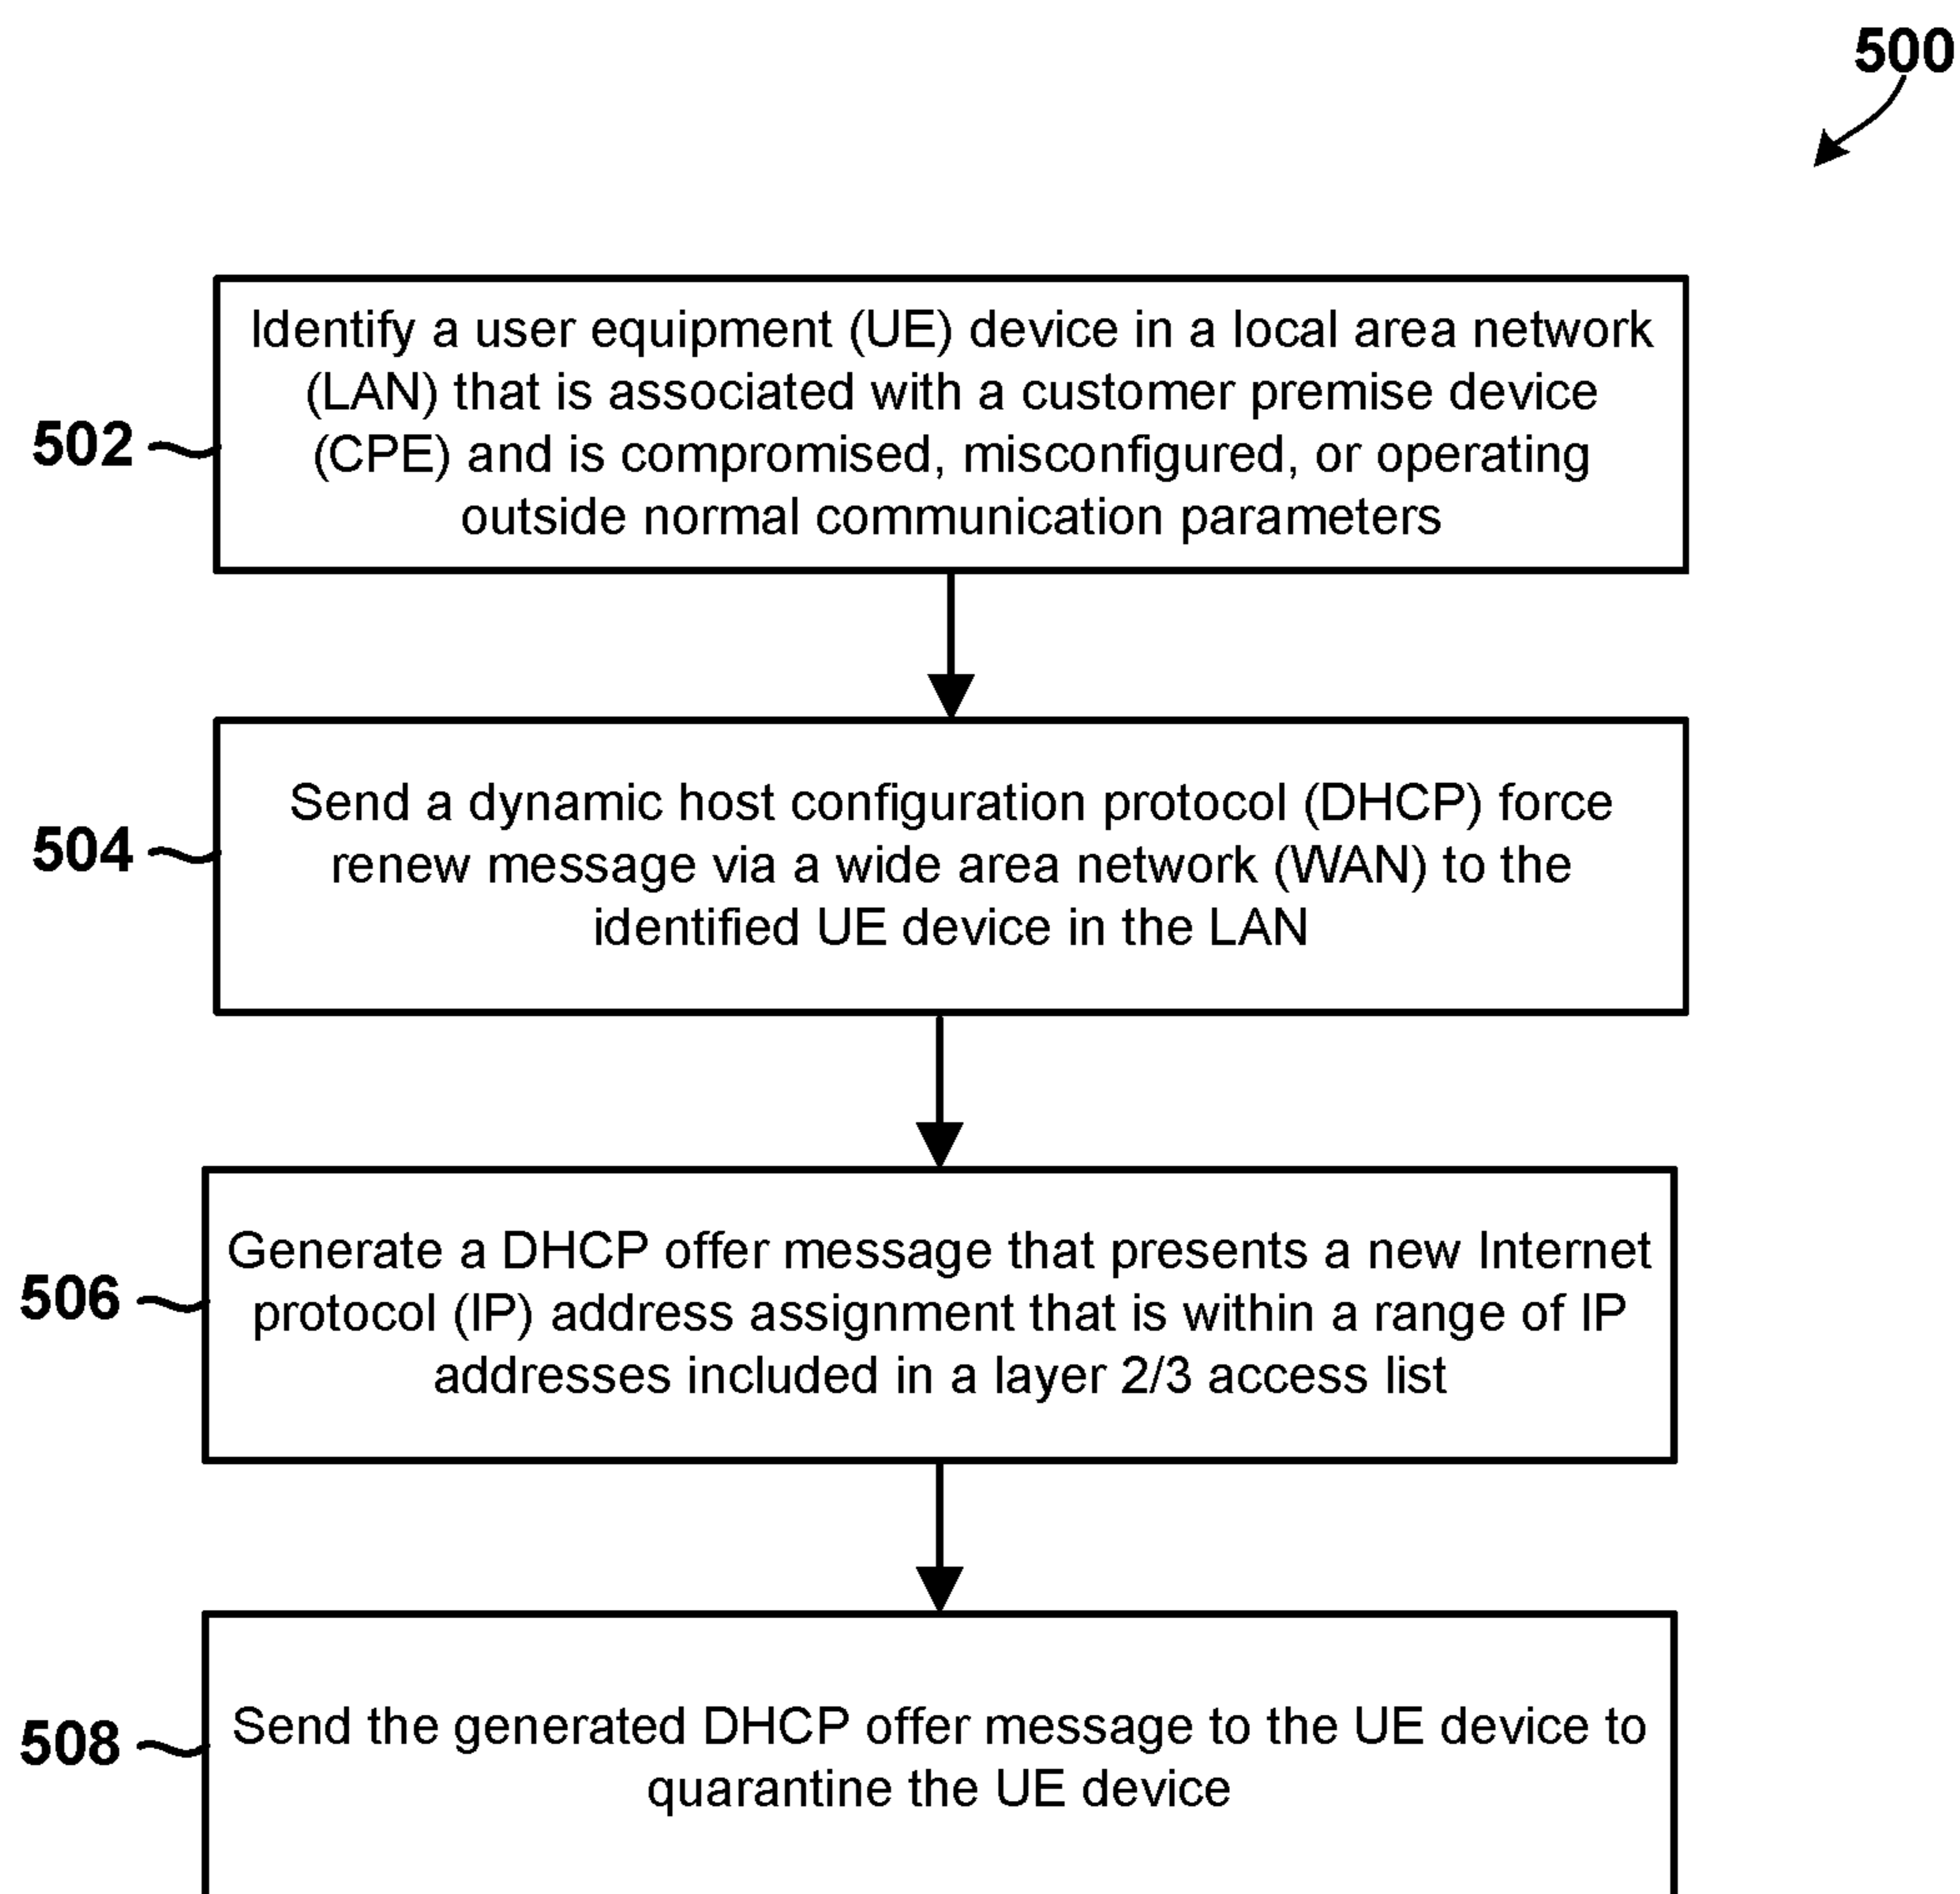 500
Identify a user equipment (UE) device in a local area network
(LAN) that is associated with a customer premise device
(CPE) and is compromised, misconfigured, or operating
outside normal communication parameters
502
Send a dynamic host configuration protocol (DHCP) force
renew message via a wide area network (WAN) to the
identified UE device in the LAN
504
Generate a DHCP offer message that presents a new Internet
protocol (IP) address assignment that is within a range of IP
addresses included in a layer 2/3 access list
506
Send the generated DHCP offer message to the UE device to
quarantine the UE device
508